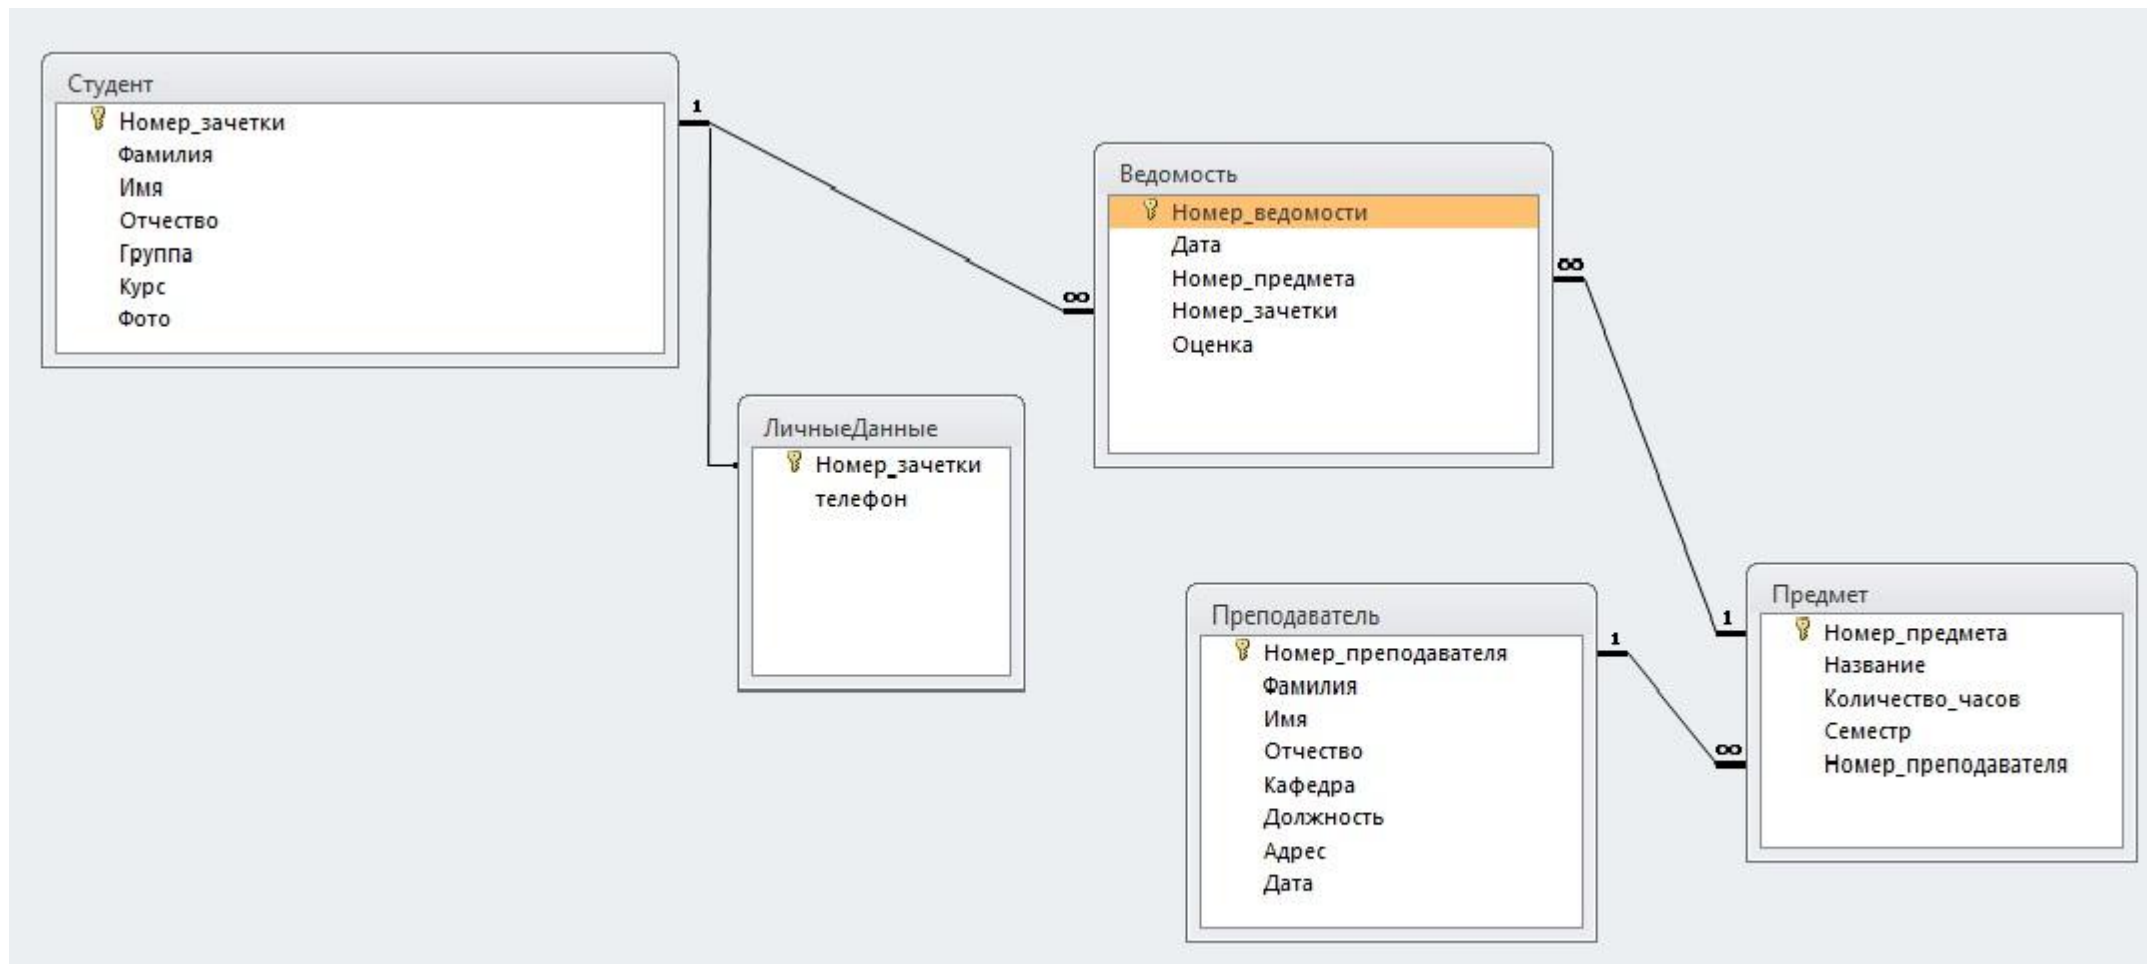 Студент
Номер_зачетки
Фамилия
Имя
Отчество
Группа
Курс
Фото
1
∞
Ведомость
Номер_ведомости
Дата
Номер_предмета
Номер_зачетки
Оценка
∞
1
ЛичныеДанные
Номер_зачетки
телефон
Преподаватель
Номер_преподавателя
Фамилия
Имя
Отчество
Кафедра
Должность
Адрес
Дата
1
∞
Предмет
Номер_предмета
Название
Количество_часов
Семестр
Номер_преподавателя